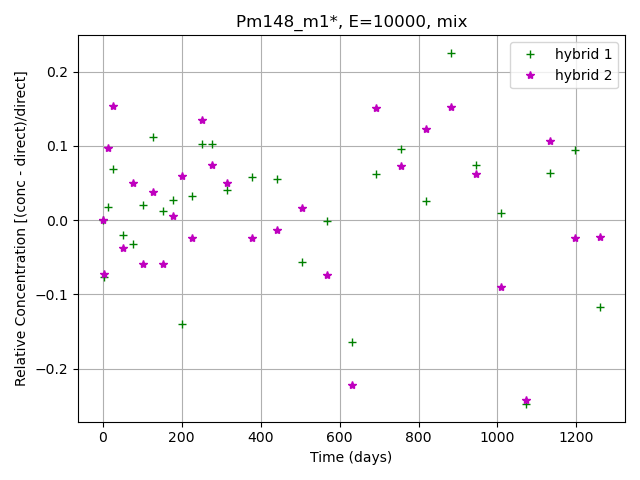 Pm148_m1*, E=10000, mix
hybrid 1
hybrid 2
Relative Concentration [(conc - direct)/direct]
0.2
0.1
0.0
−0.1
−0.2
0 200 400 600 800 1000 1200
Time (days)